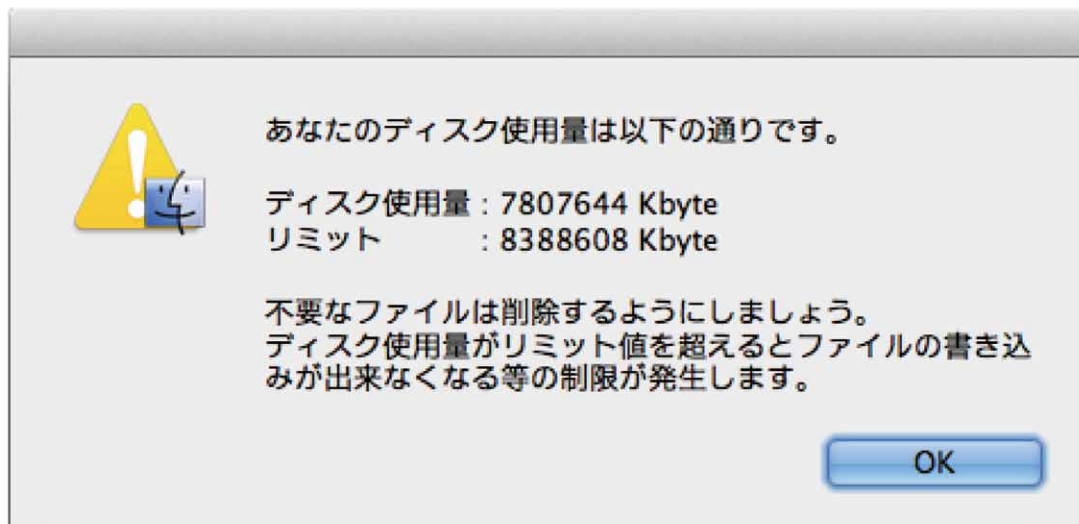 あなたのディスク使用量は以下の通りです。
ディスク使用量 : 7807644 Kbyte
リミット : 8388608 Kbyte
不要なファイルは削除するようにしましょう。
ディスク使用量がリミット値を超えるとファイルの書き込
みが出来なくなる等の制限が発生します。
OK